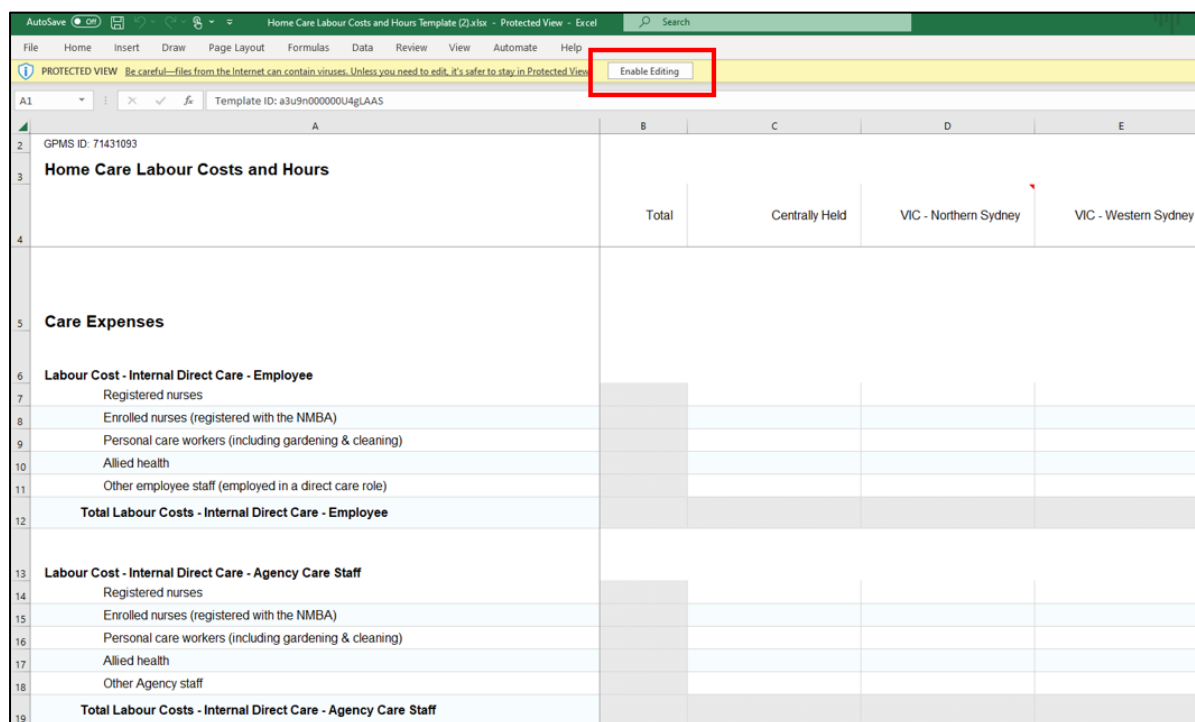 AutoSave Off Home Care Labour Costs and Hours Template (2).xlsx - Protected View - Excel Search
File Home Insert Draw Page Layout Formulas Data Review View Automate Help
PROTECTED VIEW Be careful—files from the Internet can contain viruses. Unless you need to edit, it's safer to stay in Protected View. Enable Editing
A1 fx Template ID: a3u9n000000U4gLAAS
A B C D E
2 GPMS ID: 71431093
3 Home Care Labour Costs and Hours
4 Total Centrally Held VIC - Northern Sydney VIC - Western Sydney
5 Care Expenses
6 Labour Cost - Internal Direct Care - Employee
7 Registered nurses
8 Enrolled nurses (registered with the NMBA)
9 Personal care workers (including gardening & cleaning)
10 Allied health
11 Other employee staff (employed in a direct care role)
12 Total Labour Costs - Internal Direct Care - Employee
13 Labour Cost - Internal Direct Care - Agency Care Staff
14 Registered nurses
15 Enrolled nurses (registered with the NMBA)
16 Personal care workers (including gardening & cleaning)
17 Allied health
18 Other Agency staff
19 Total Labour Costs - Internal Direct Care - Agency Care Staff